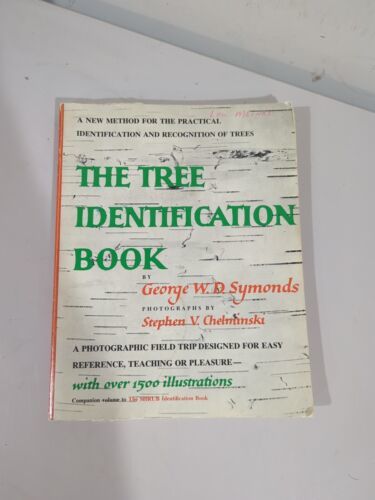 A NEW METHOD FOR THE PRACTICAL
IDENTIFICATION AND RECOGNITION OF TREES
THE TREE
IDENTIFICATION
BOOK
BY
George W. D. Symonds
PHOTOGRAPHS BY
Stephen V. Chelminski
A PHOTOGRAPHIC FIELD TRIP DESIGNED FOR EASY
REFERENCE, TEACHING OR PLEASURE—
with over 1500 illustrations
Companion volume to The SHRUB Identification Book